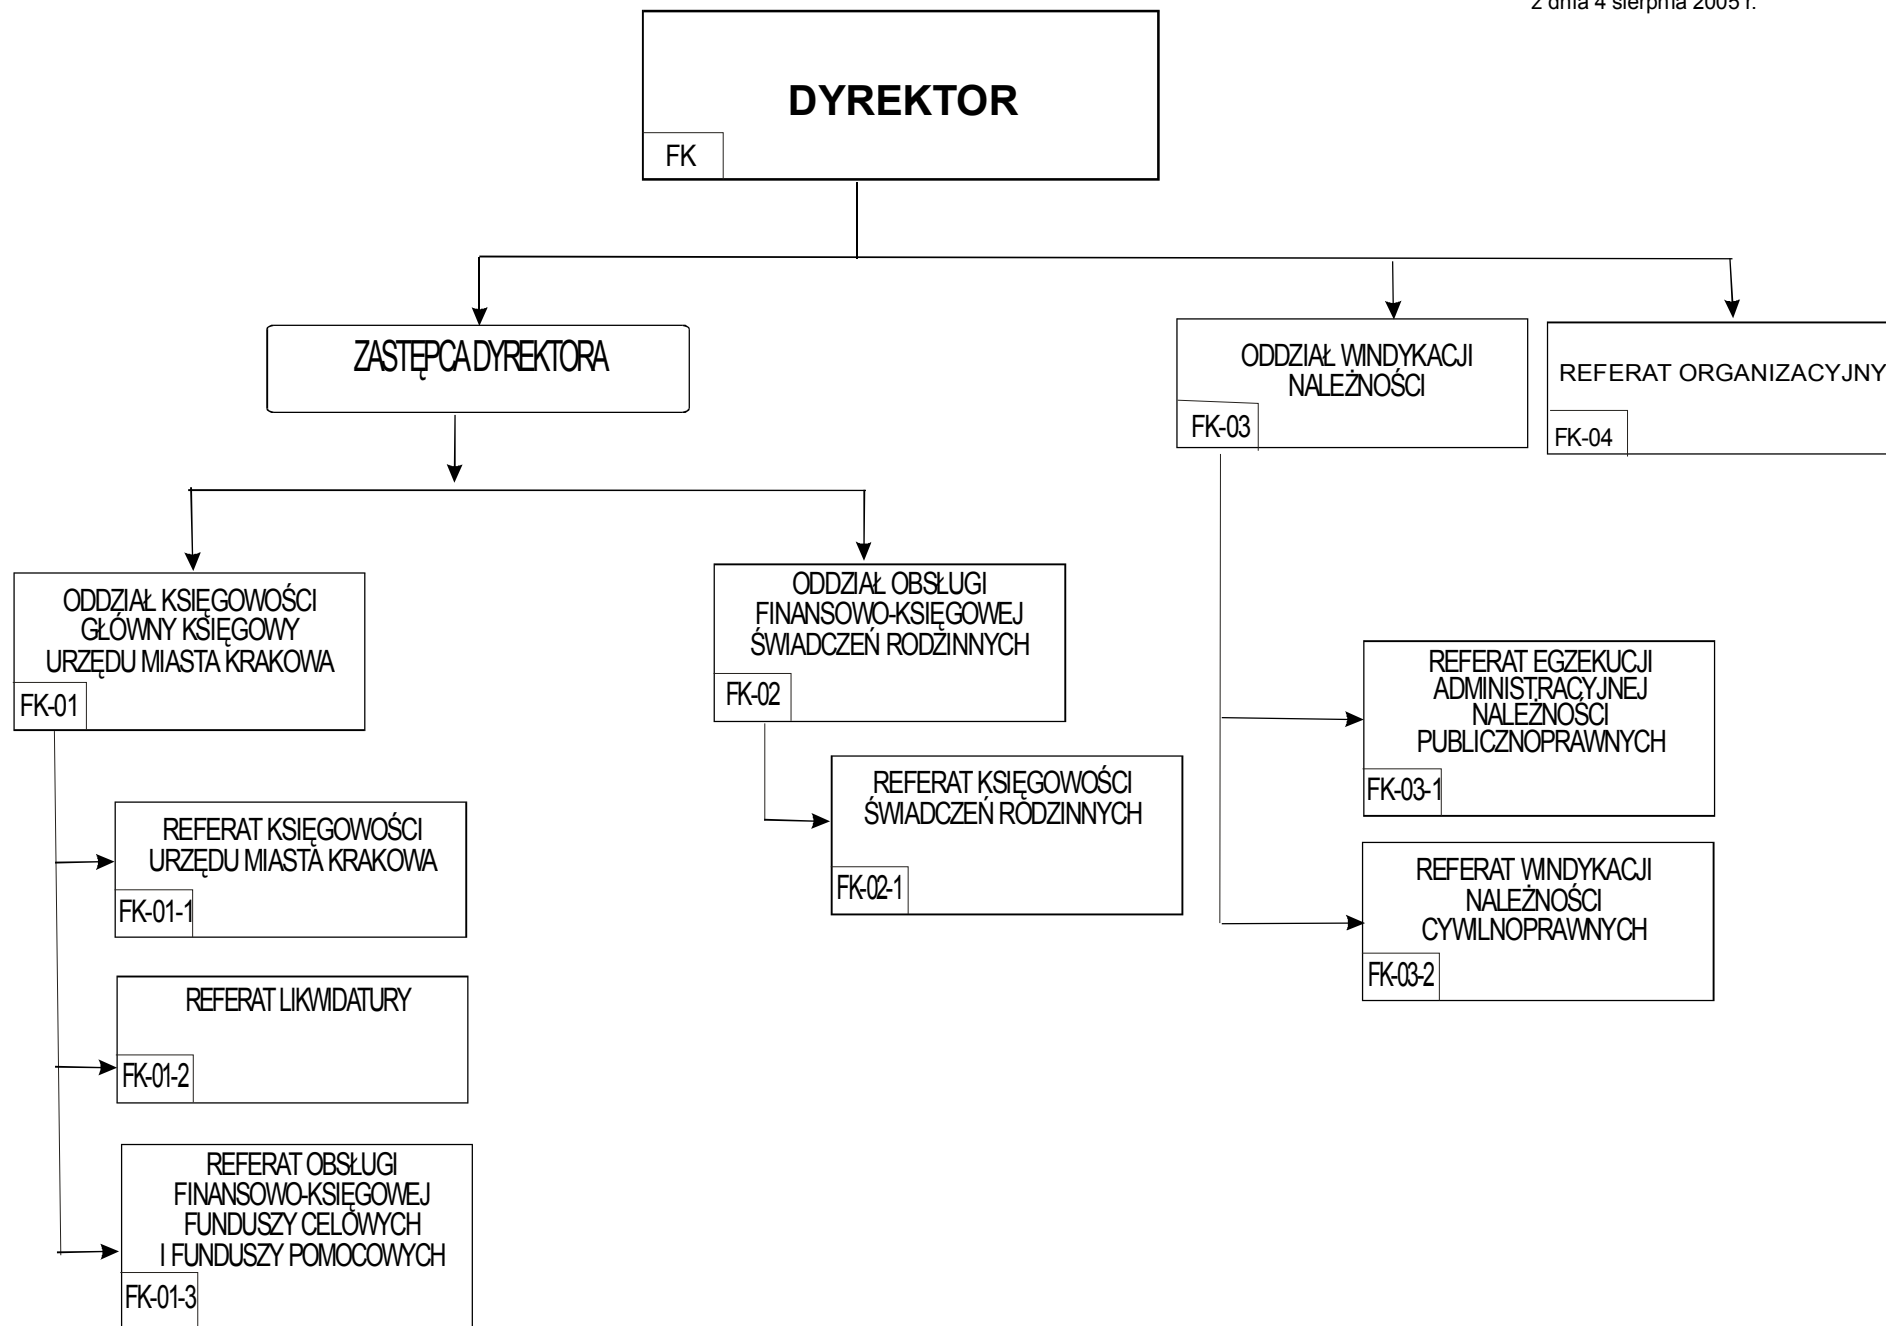 z dnia 4 sierpnia 2005 r.
DYREKTOR
FK
ZASTĘPCA DYREKTORA
ODDZIAŁ WINDYKACJI
NALEŻNOŚCI
FK-03
REFERAT ORGANIZACYJNY
FK-04
ODDZIAŁ KSIĘGOWOŚCI
GŁÓWNY KSIĘGOWY
URZĘDU MIASTA KRAKOWA
FK-01
ODDZIAŁ OBSŁUGI
FINANSOWO-KSIĘGOWEJ
ŚWIADCZEŃ RODZINNYCH
FK-02
REFERAT EGZEKUCJI
ADMINISTRACYJNEJ
NALEŻNOŚCI
PUBLICZNOPRAWNYCH
FK-03-1
REFERAT KSIĘGOWOŚCI
ŚWIADCZEŃ RODZINNYCH
FK-02-1
REFERAT KSIĘGOWOŚCI
URZĘDU MIASTA KRAKOWA
FK-01-1
REFERAT WINDYKACJI
NALEŻNOŚCI
CYWILNOPRAWNYCH
FK-03-2
REFERAT LIKWIDATURY
FK-01-2
REFERAT OBSŁUGI
FINANSOWO-KSIĘGOWEJ
FUNDUSZY CELOWYCH
I FUNDUSZY POMOCOWYCH
FK-01-3